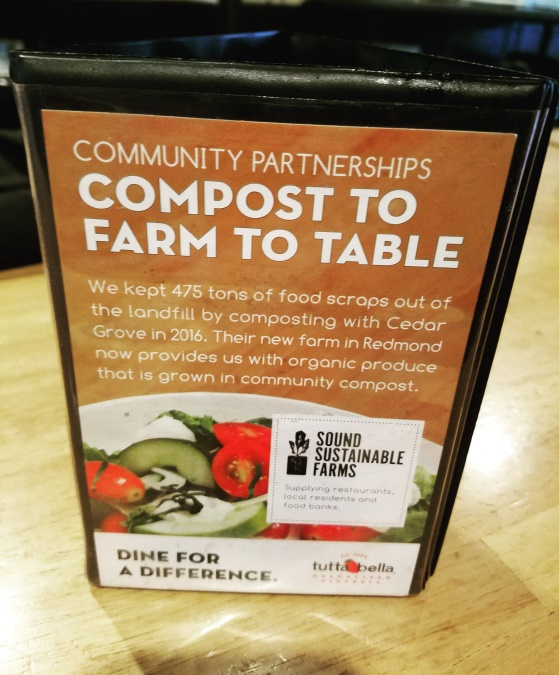 COMMUNITY PARTNERSHIPS
COMPOST TO
FARM TO TABLE
We kept 475 tons of food scraps out of
the landfill by composting with Cedar
Grove in 2016. Their new farm in Redmond
now provides us with organic produce
that is grown in community compost.
SOUND
SUSTAINABLE
FARMS
Supplying restaurants,
local residents and
food banks.
DINE FOR
A DIFFERENCE.
tutta bella